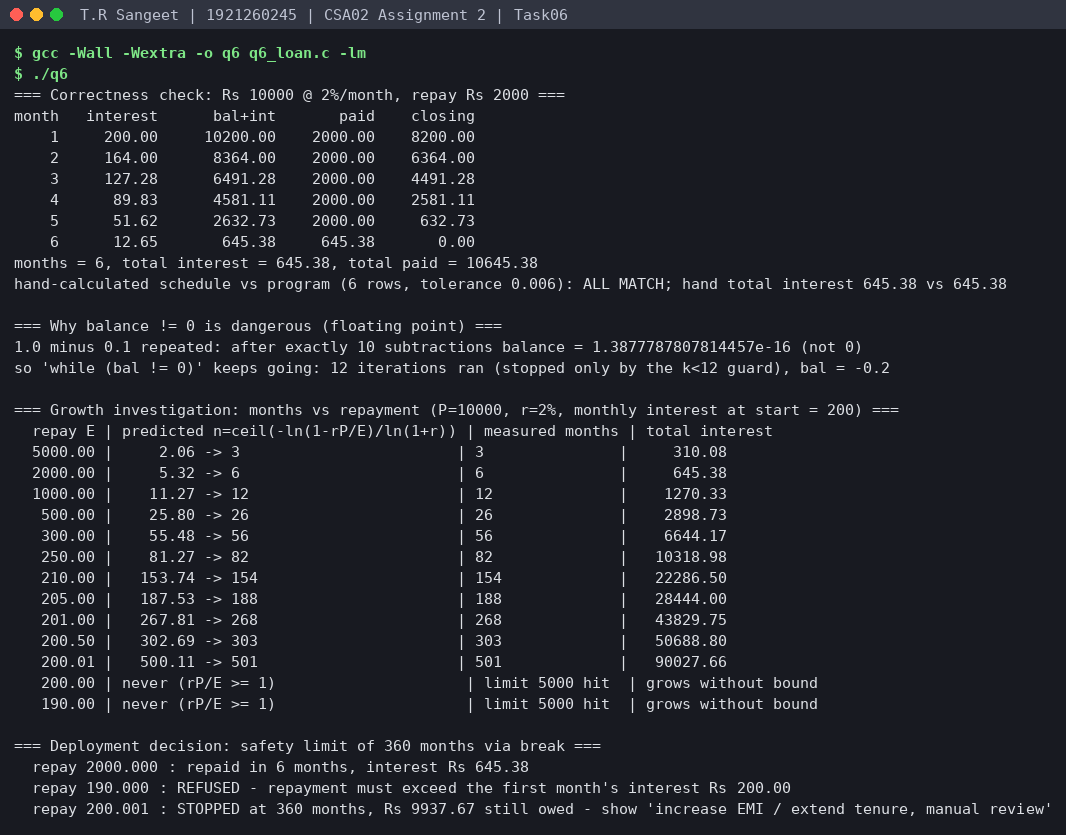 T.R Sangeet | 1921260245 | CSA02 Assignment 2 | Task06
$ gcc -Wall -Wextra -o q6 q6_loan.c -lm
$ ./q6
=== Correctness check: Rs 10000 @ 2%/month, repay Rs 2000 ===
month   interest      bal+int       paid    closing
    1     200.00     10200.00    2000.00    8200.00
    2     164.00      8364.00    2000.00    6364.00
    3     127.28      6491.28    2000.00    4491.28
    4      89.83      4581.11    2000.00    2581.11
    5      51.62      2632.73    2000.00     632.73
    6      12.65       645.38     645.38       0.00
months = 6, total interest = 645.38, total paid = 10645.38
hand-calculated schedule vs program (6 rows, tolerance 0.006): ALL MATCH; hand total interest 645.38 vs 645.38
=== Why balance != 0 is dangerous (floating point) ===
1.0 minus 0.1 repeated: after exactly 10 subtractions balance = 1.3877787807814457e-16 (not 0)
so 'while (bal != 0)' keeps going: 12 iterations ran (stopped only by the k<12 guard), bal = -0.2
=== Growth investigation: months vs repayment (P=10000, r=2%, monthly interest at start = 200) ===
  repay E | predicted n=ceil(-ln(1-rP/E)/ln(1+r)) | measured months | total interest
  5000.00 |     2.06 -> 3                        | 3               |     310.08
  2000.00 |     5.32 -> 6                        | 6               |     645.38
  1000.00 |    11.27 -> 12                       | 12              |    1270.33
   500.00 |    25.80 -> 26                       | 26              |    2898.73
   300.00 |    55.48 -> 56                       | 56              |    6644.17
   250.00 |    81.27 -> 82                       | 82              |   10318.98
   210.00 |   153.74 -> 154                      | 154             |   22286.50
   205.00 |   187.53 -> 188                      | 188             |   28444.00
   201.00 |   267.81 -> 268                      | 268             |   43829.75
   200.50 |   302.69 -> 303                      | 303             |   50688.80
   200.01 |   500.11 -> 501                      | 501             |   90027.66
   200.00 | never (rP/E >= 1)                     | limit 5000 hit  | grows without bound
   190.00 | never (rP/E >= 1)                     | limit 5000 hit  | grows without bound
=== Deployment decision: safety limit of 360 months via break ===
  repay 2000.000 : repaid in 6 months, interest Rs 645.38
  repay 190.000 : REFUSED - repayment must exceed the first month's interest Rs 200.00
  repay 200.001 : STOPPED at 360 months, Rs 9937.67 still owed - show 'increase EMI / extend tenure, manual review'